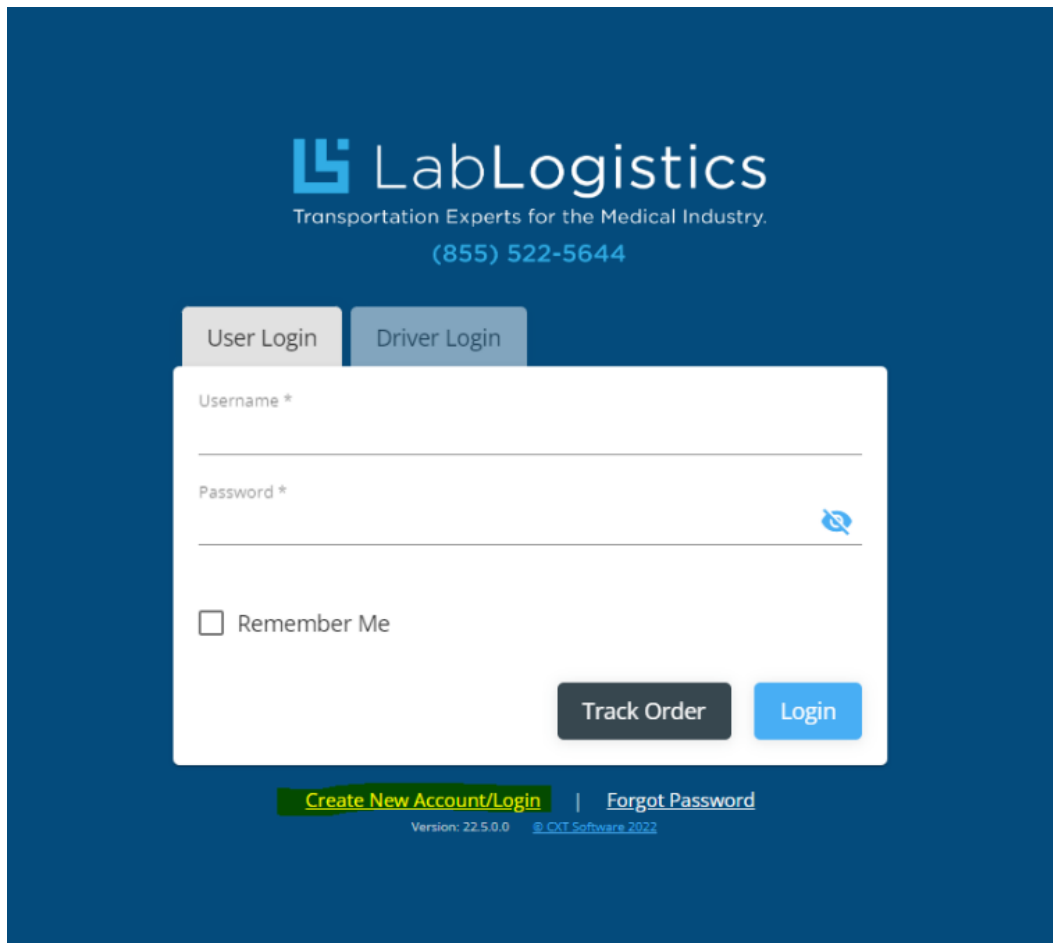 LabLogistics
Transportation Experts for the Medical Industry.
(855) 522-5644
User Login Driver Login
Username *
Password *
Remember Me
Track Order Login
Create New Account/Login | Forgot Password
Version: 22.5.0.0 © CXT Software 2022